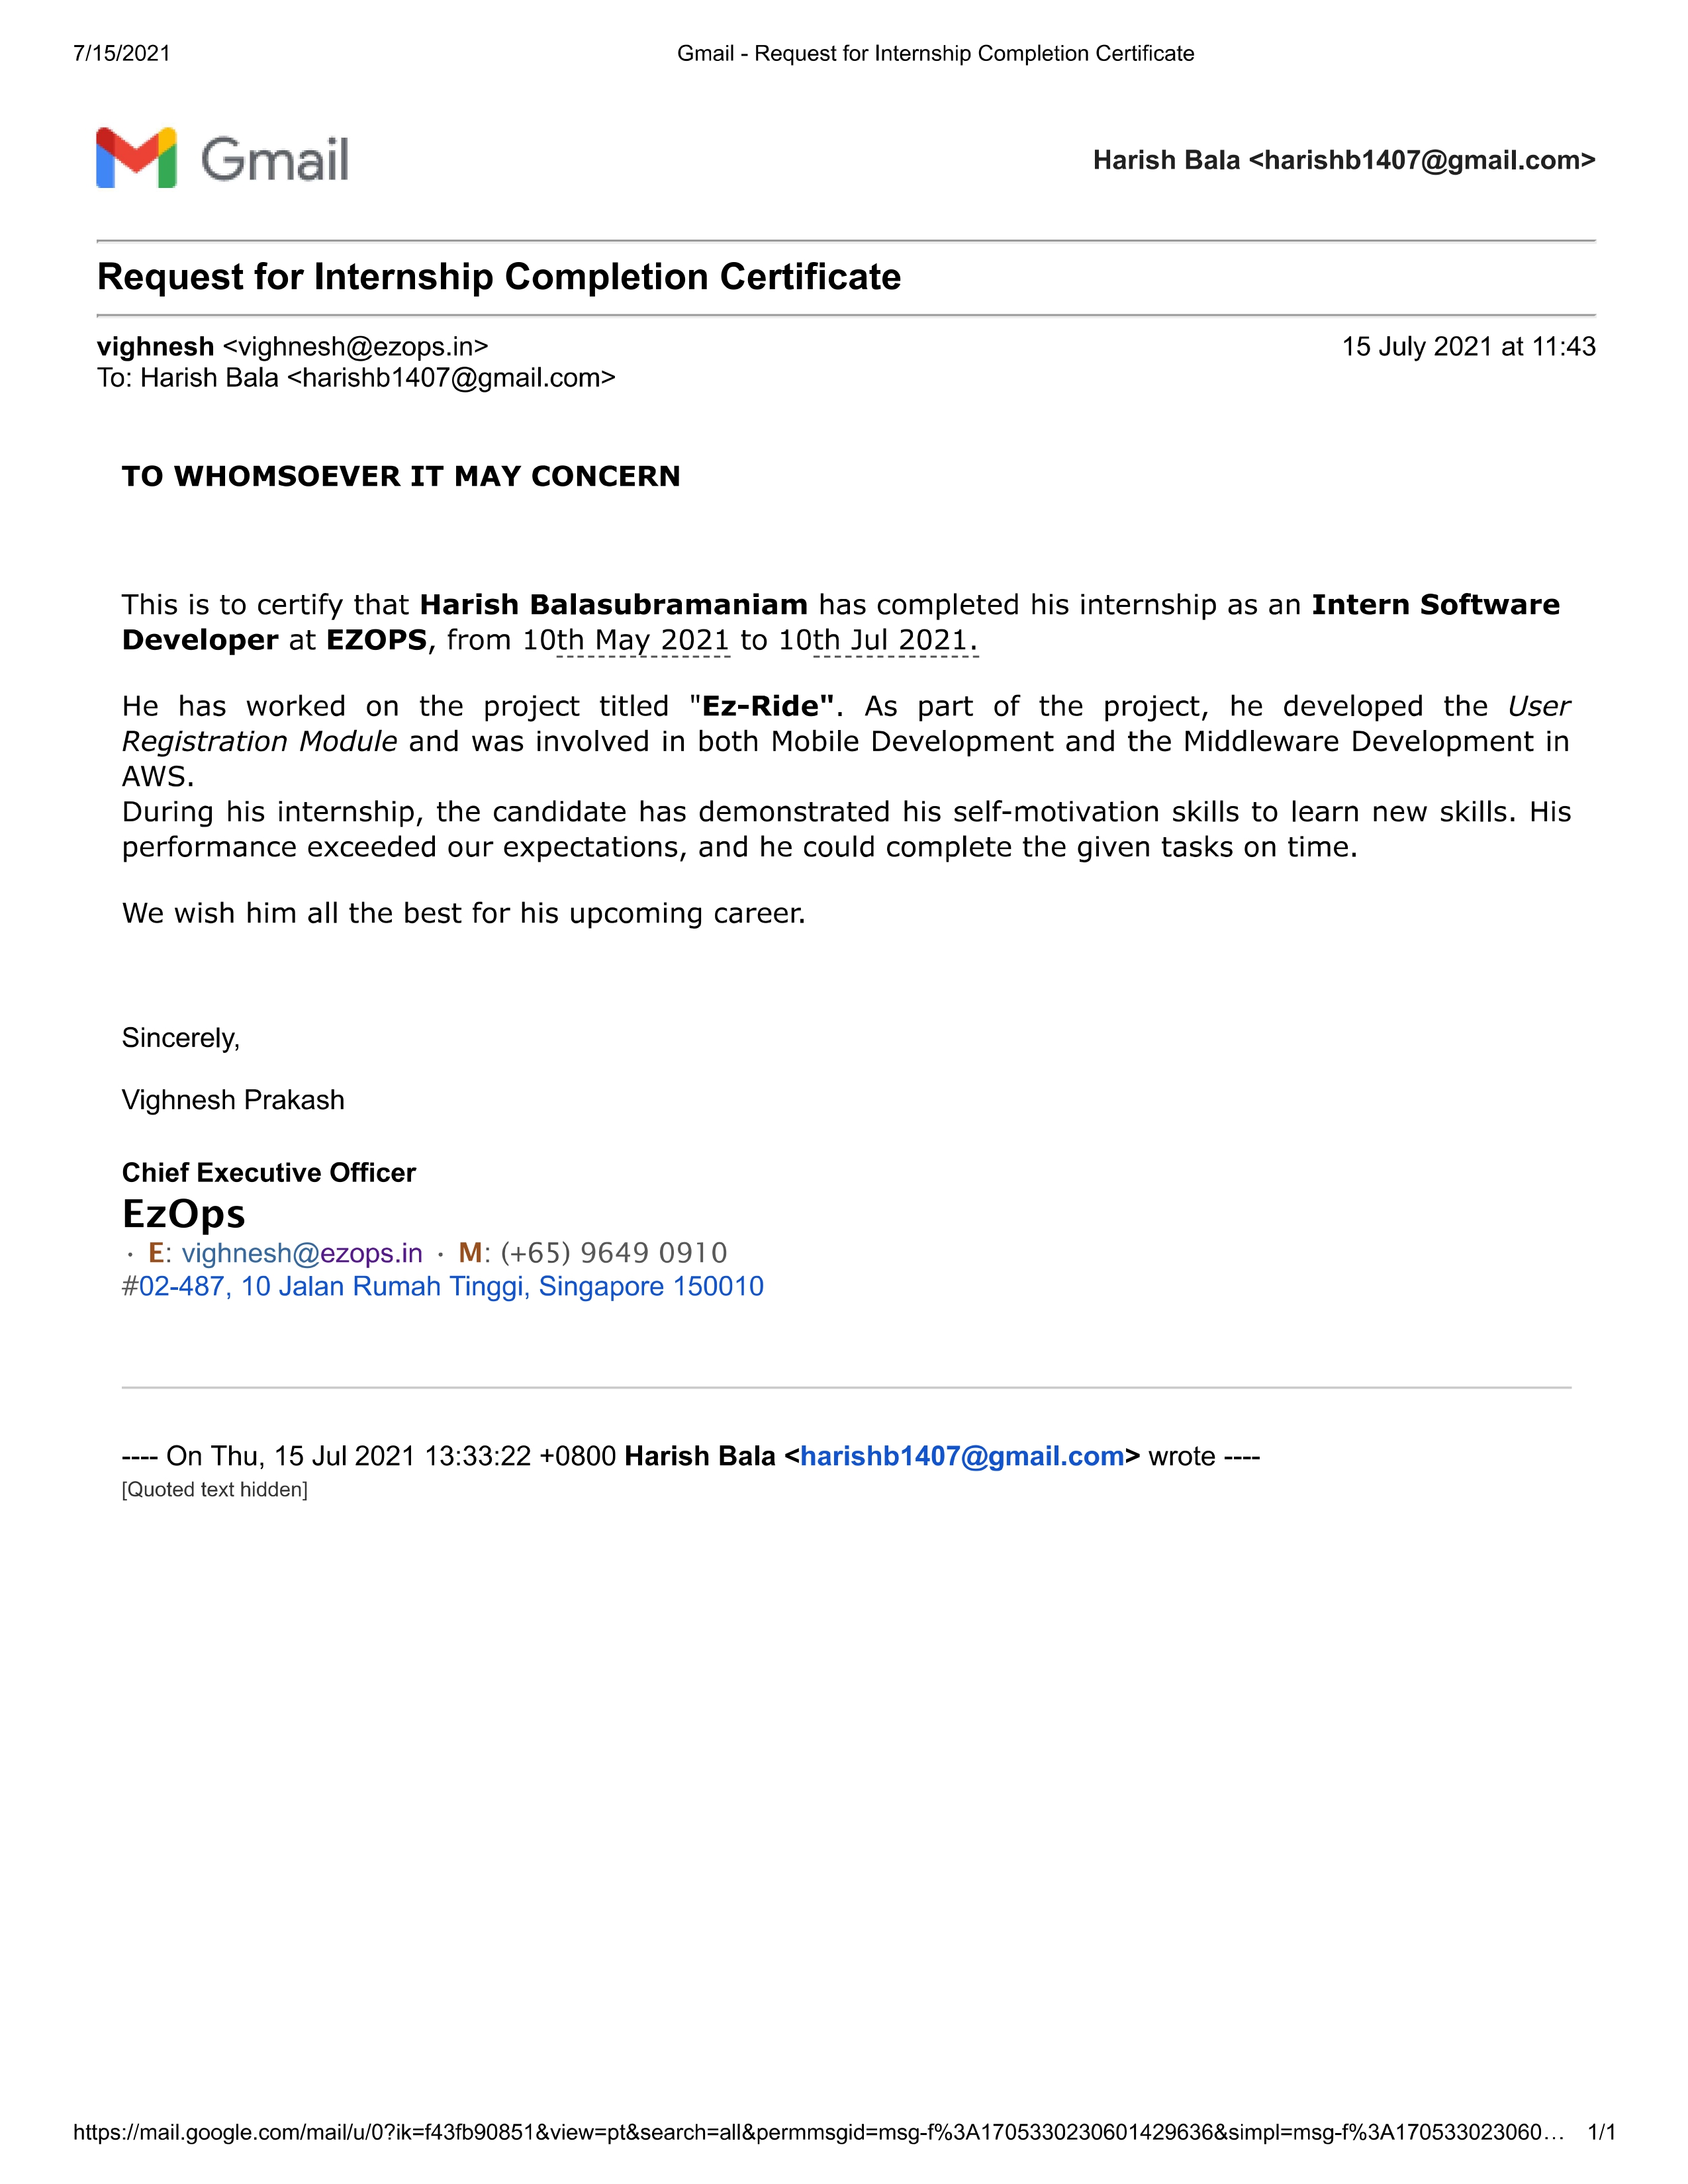 7/15/2021 Gmail - Request for Internship Completion Certificate
Gmail Harish Bala <harishb1407@gmail.com>
Request for Internship Completion Certificate
vighnesh <vighnesh@ezops.in> 15 July 2021 at 11:43
To: Harish Bala <harishb1407@gmail.com>
TO WHOMSOEVER IT MAY CONCERN
This is to certify that Harish Balasubramaniam has completed his internship as an Intern Software
Developer at EZOPS, from 10th May 2021 to 10th Jul 2021.
He has worked on the project titled "Ez-Ride". As part of the project, he developed the User
Registration Module and was involved in both Mobile Development and the Middleware Development in
AWS.
During his internship, the candidate has demonstrated his self-motivation skills to learn new skills. His
performance exceeded our expectations, and he could complete the given tasks on time.
We wish him all the best for his upcoming career.
Sincerely,
Vighnesh Prakash
Chief Executive Officer
EzOps
· E: vighnesh@ezops.in · M: (+65) 9649 0910
#02-487, 10 Jalan Rumah Tinggi, Singapore 150010
---- On Thu, 15 Jul 2021 13:33:22 +0800 Harish Bala <harishb1407@gmail.com> wrote ----
[Quoted text hidden]
https://mail.google.com/mail/u/0?ik=f43fb90851&view=pt&search=all&permmsgid=msg-f%3A1705330230601429636&simpl=msg-f%3A170533023060… 1/1